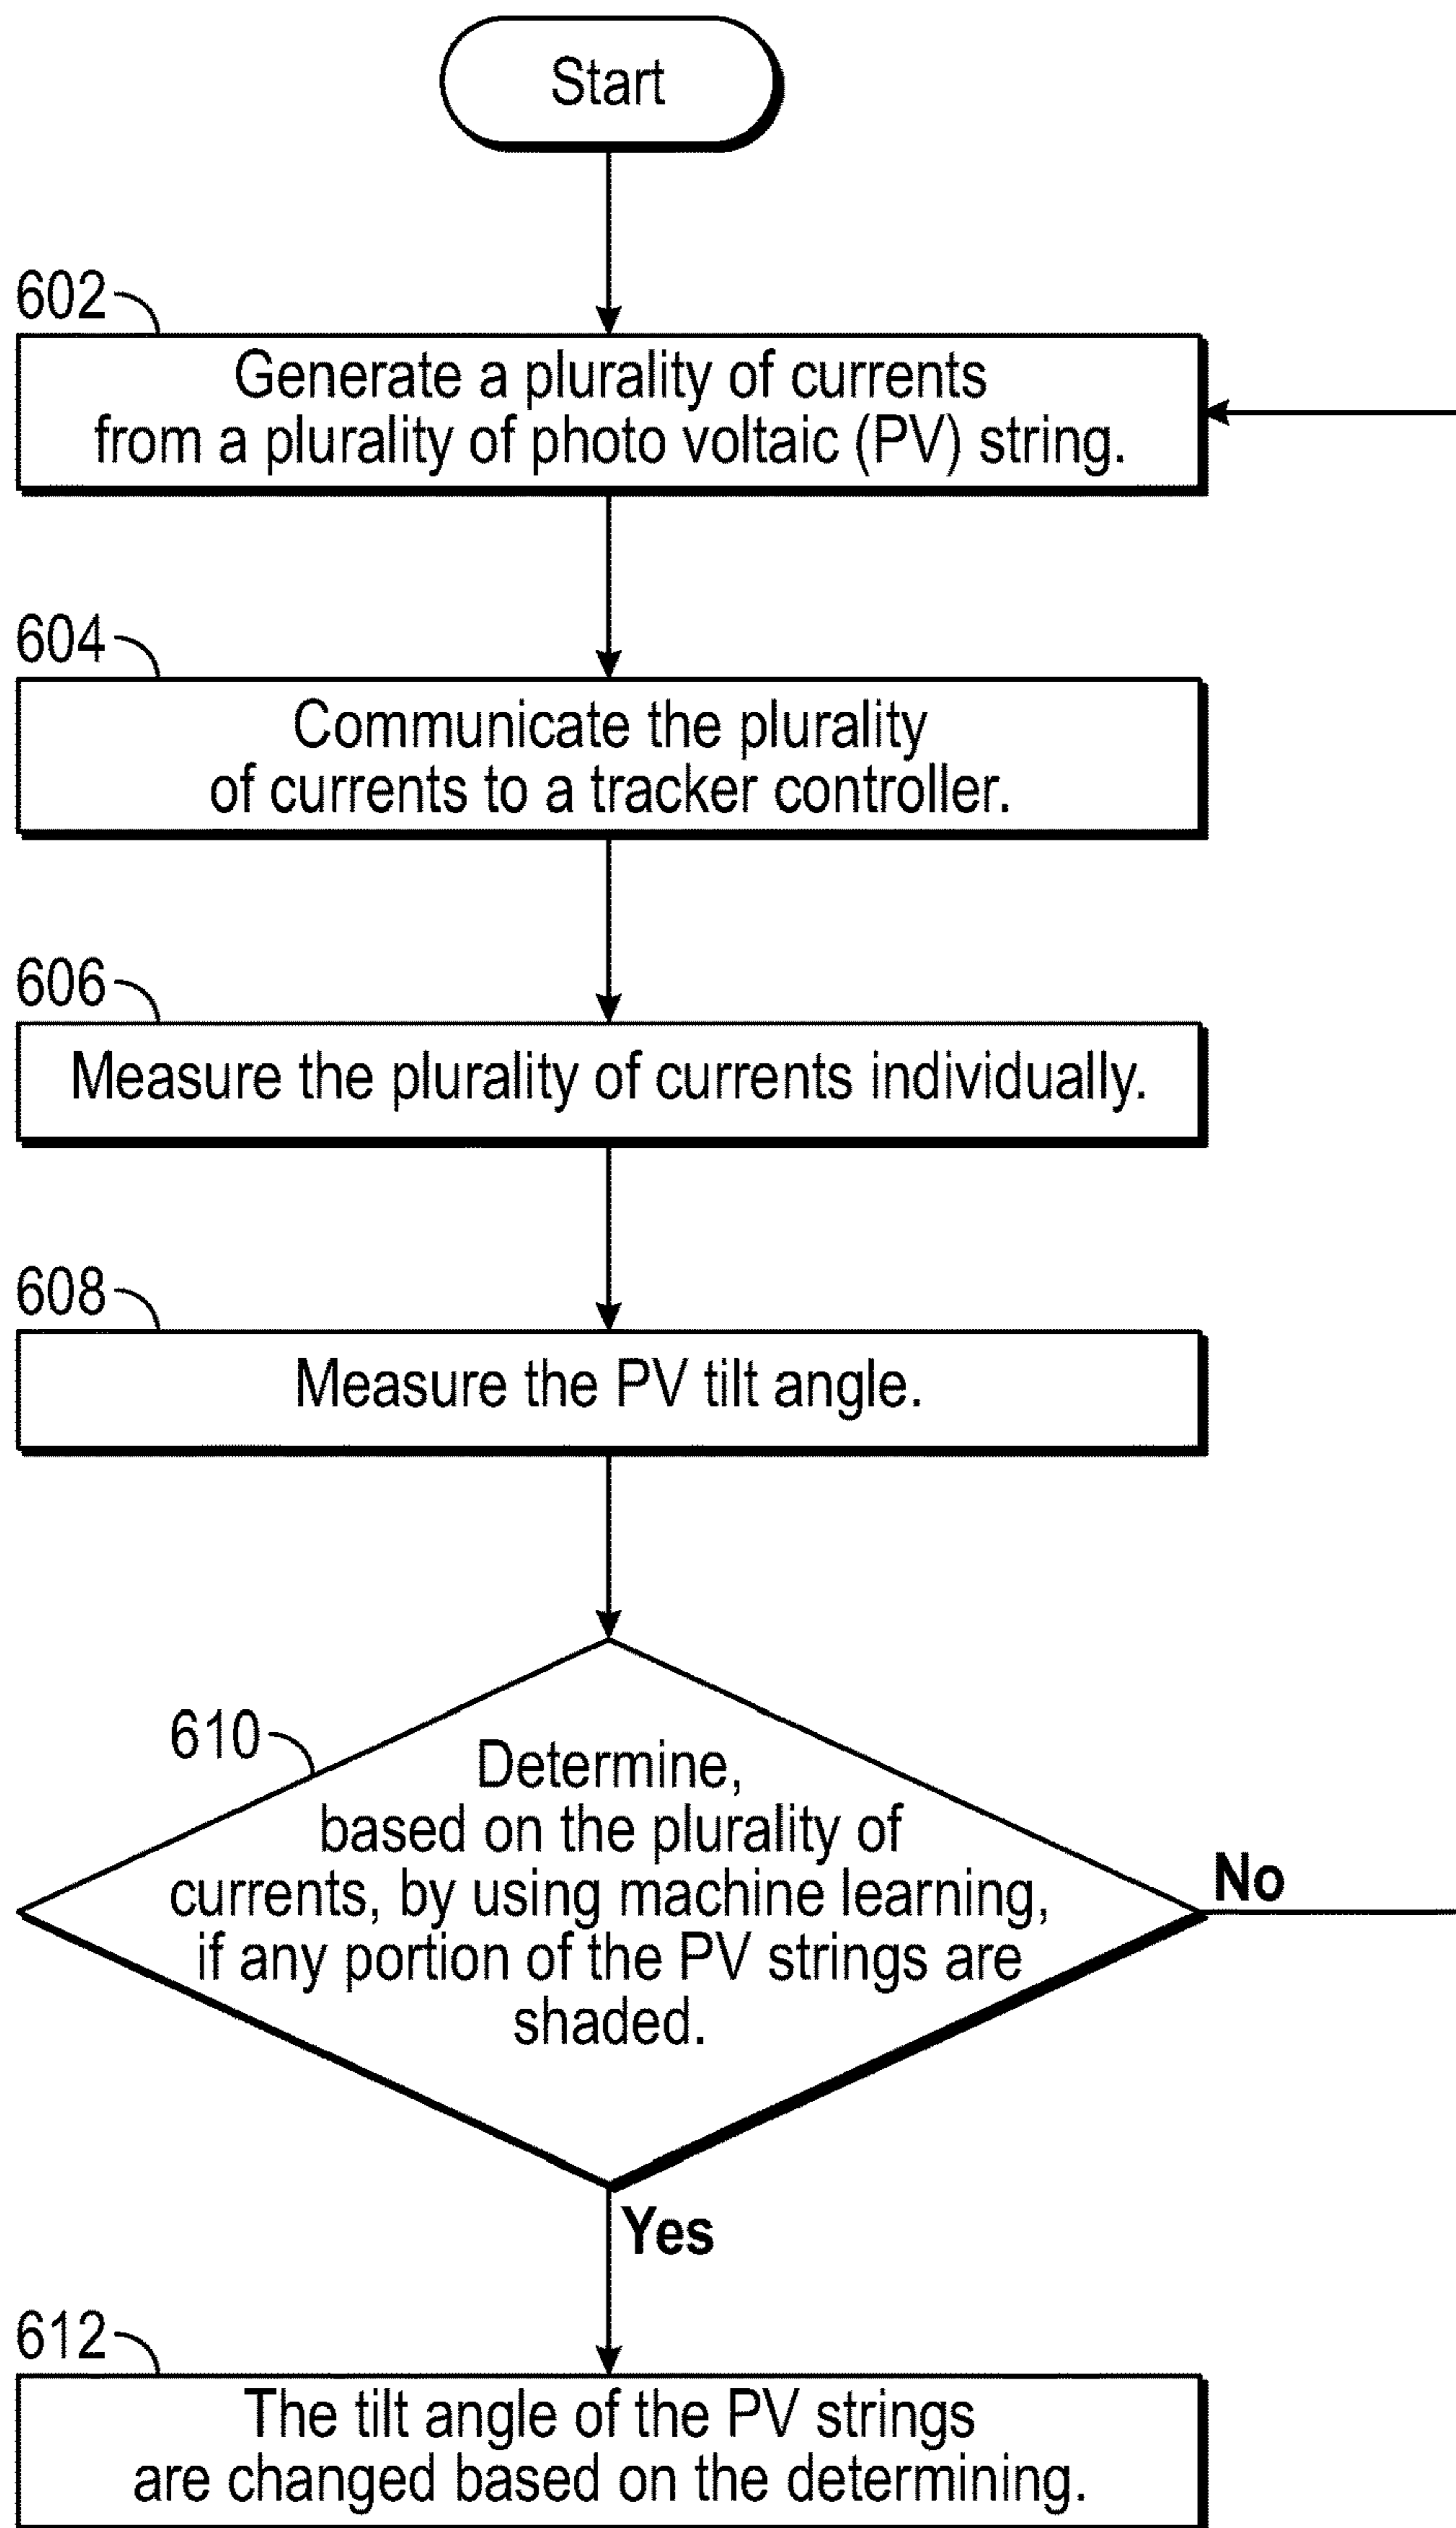 Start
602
Generate a plurality of currents
from a plurality of photo voltaic (PV) string.
604
Communicate the plurality
of currents to a tracker controller.
606
Measure the plurality of currents individually.
608
Measure the PV tilt angle.
610
Determine,
based on the plurality of
currents, by using machine learning,
if any portion of the PV strings are
shaded.
No
Yes
612
The tilt angle of the PV strings
are changed based on the determining.